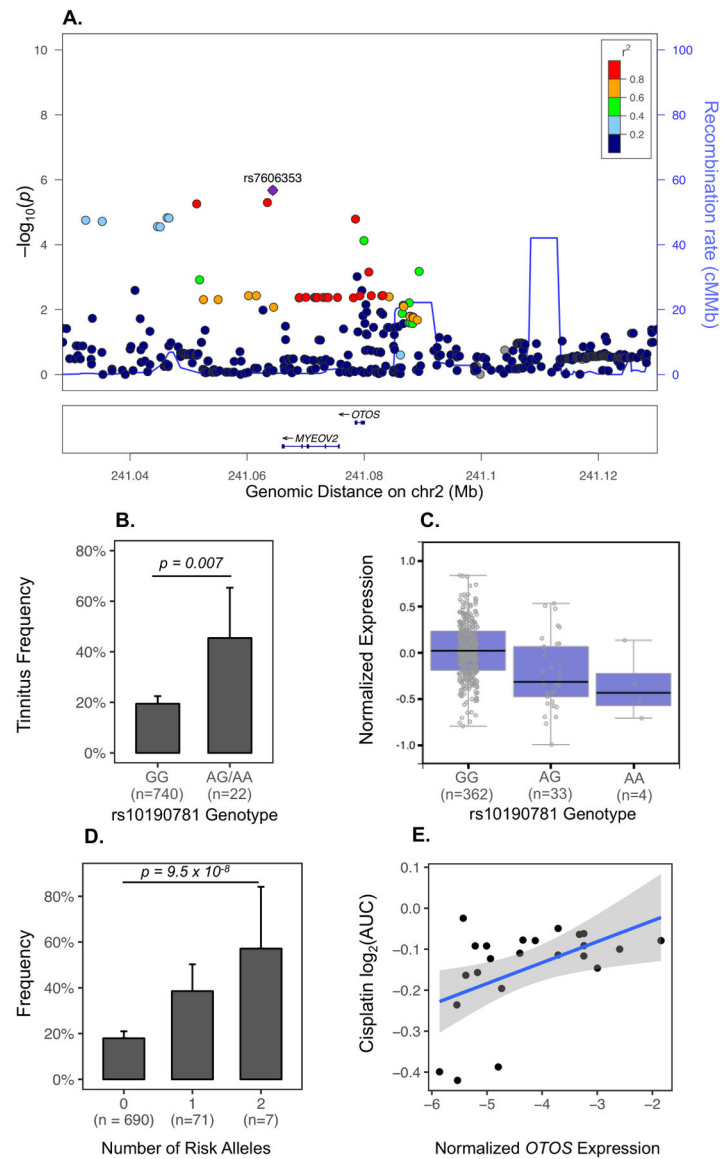 A.
10
8
6
4
2
0
−log10(p)
rs7606353
r2
0.8
0.6
0.4
0.2
100
80
60
40
20
0
Recombination rate (cMMb)
← OTOS
← MYEOV2
241.04
241.06
241.08
241.1
241.12
Genomic Distance on chr2 (Mb)
B.
80%
60%
40%
20%
0%
Tinnitus Frequency
p = 0.007
GG
AG/AA
(n=740)
(n=22)
rs10190781 Genotype
C.
1.0
0.5
0.0
-0.5
-1.0
Normalized Expression
GG
AG
AA
(n=362)
(n=33)
(n=4)
rs10190781 Genotype
D.
80%
60%
40%
20%
0%
Frequency
p = 9.5 x 10-8
0
1
2
(n = 690)
(n=71)
(n=7)
Number of Risk Alleles
E.
0.1
0.0
−0.1
−0.2
−0.3
−0.4
Cisplatin log2(AUC)
−6
−5
−4
−3
−2
Normalized OTOS Expression